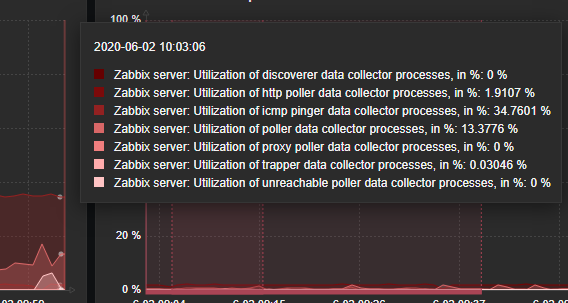 100 %
2020-06-02 10:03:06
Zabbix server: Utilization of discoverer data collector processes, in %: 0 %
Zabbix server: Utilization of http poller data collector processes, in %: 1.9107 %
Zabbix server: Utilization of icmp pinger data collector processes, in %: 34.7601 %
Zabbix server: Utilization of poller data collector processes, in %: 13.3776 %
Zabbix server: Utilization of proxy poller data collector processes, in %: 0 %
Zabbix server: Utilization of trapper data collector processes, in %: 0.03046 %
Zabbix server: Utilization of unreachable poller data collector processes, in %: 0 %
20 %
0 %